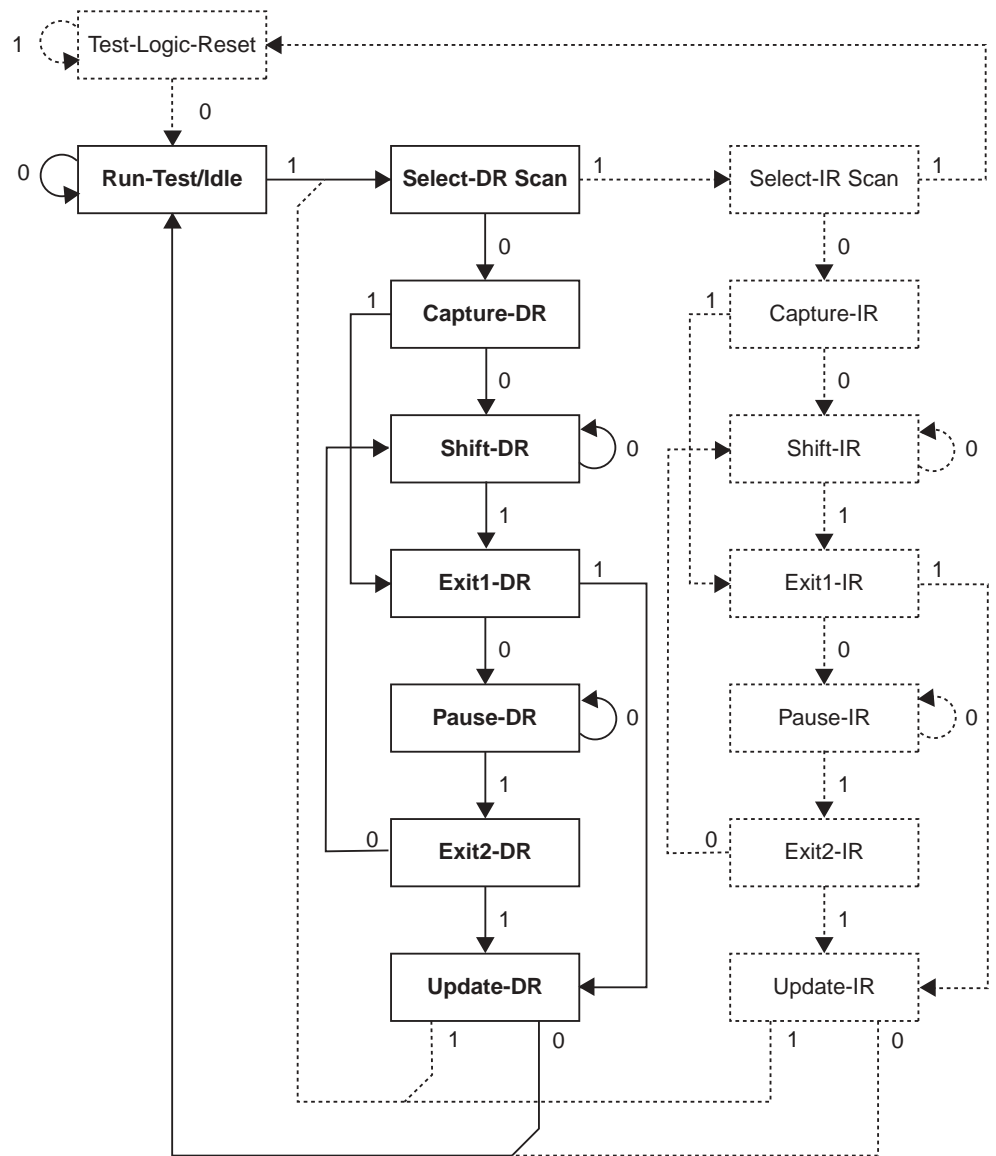 1
Test-Logic-Reset
0
0
Run-Test/Idle
1
Select-DR Scan
1
Select-IR Scan
1
0
0
1
Capture-DR
1
Capture-IR
0
0
Shift-DR
0
Shift-IR
0
1
1
Exit1-DR
1
Exit1-IR
1
0
0
Pause-DR
0
Pause-IR
0
1
1
0
Exit2-DR
0
Exit2-IR
1
1
Update-DR
Update-IR
1
0
1
0